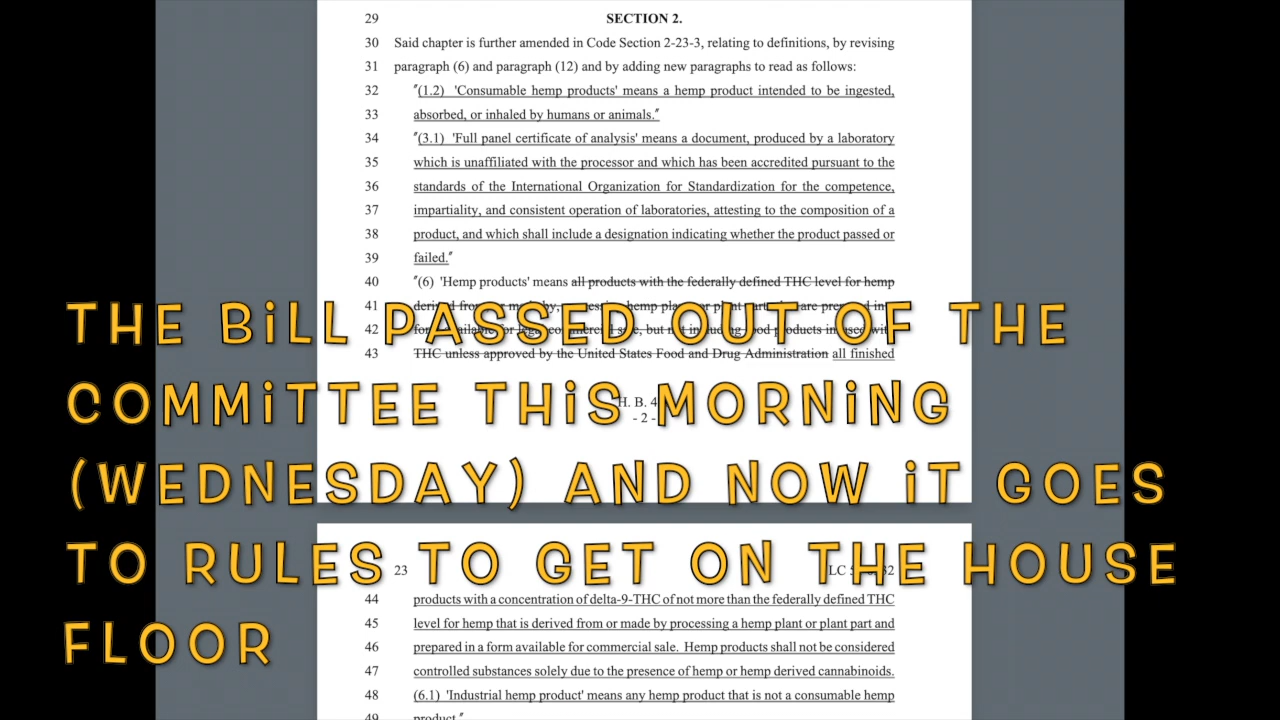 29 SECTION 2.
30 Said chapter is further amended in Code Section 2-23-3, relating to definitions, by revising
31 paragraph (6) and paragraph (12) and by adding new paragraphs to read as follows:
32 "(1.2) 'Consumable hemp products' means a hemp product intended to be ingested,
33 absorbed, or inhaled by humans or animals."
34 "(3.1) 'Full panel certificate of analysis' means a document, produced by a laboratory
35 which is unaffiliated with the processor and which has been accredited pursuant to the
36 standards of the International Organization for Standardization for the competence,
37 impartiality, and consistent operation of laboratories, attesting to the composition of a
38 product, and which shall include a designation indicating whether the product passed or
39 failed."
40 "(6) 'Hemp products' means all products with the federally defined THC level for hemp
41
42
43 THC unless approved by the United States Food and Drug Administration all finished
THE BiLL PASSED OUT OF THE
COMMiTTEE THiS MORNiNG
(WEDNESDAY) AND NOW iT GOES
TO RULES TO GET ON THE HOUSE
FLOOR
H. B. 4
- 2 -
23 LC
44 products with a concentration of delta-9-THC of not more than the federally defined THC
45 level for hemp that is derived from or made by processing a hemp plant or plant part and
46 prepared in a form available for commercial sale. Hemp products shall not be considered
47 controlled substances solely due to the presence of hemp or hemp derived cannabinoids.
48 (6.1) 'Industrial hemp product' means any hemp product that is not a consumable hemp
49 product."